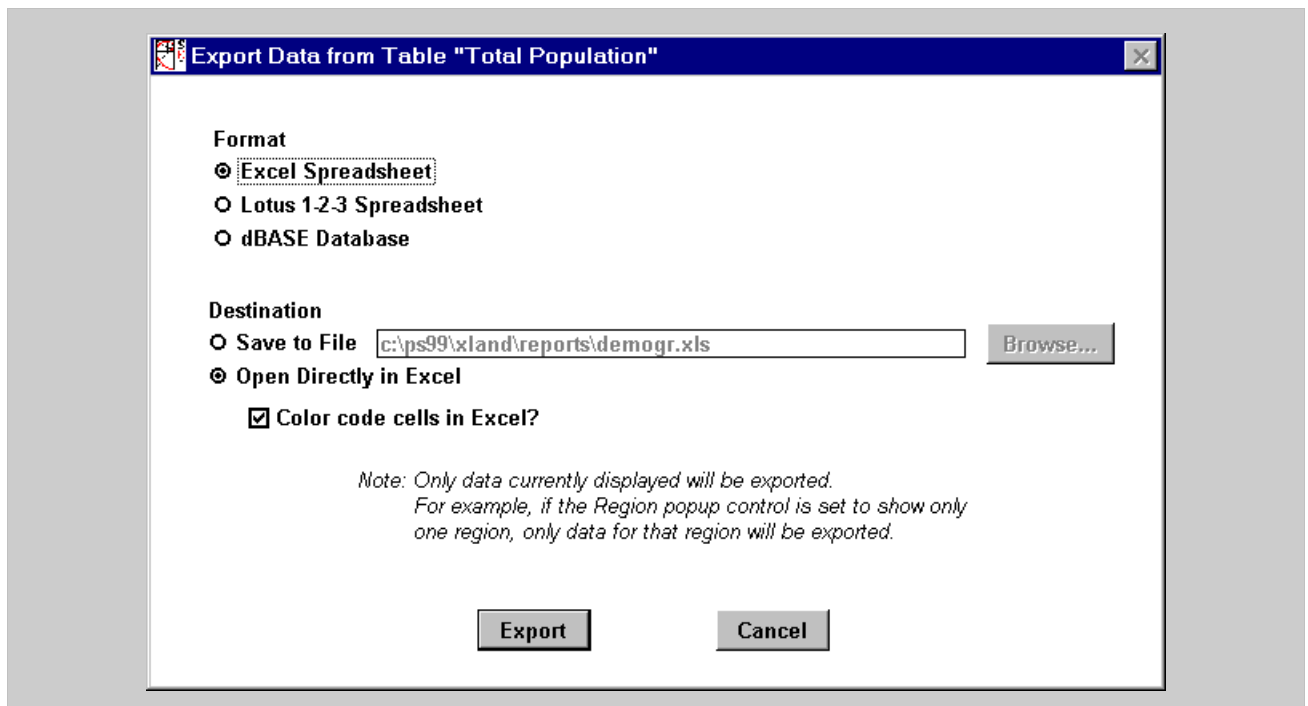 Export Data from Table "Total Population"
Format
Excel Spreadsheet
Lotus 1-2-3 Spreadsheet
dBASE Database
Destination
Save to File c:\ps99\xland\reports\demogr.xls Browse...
Open Directly in Excel
Color code cells in Excel?
Note: Only data currently displayed will be exported.
For example, if the Region popup control is set to show only
one region, only data for that region will be exported.
Export Cancel